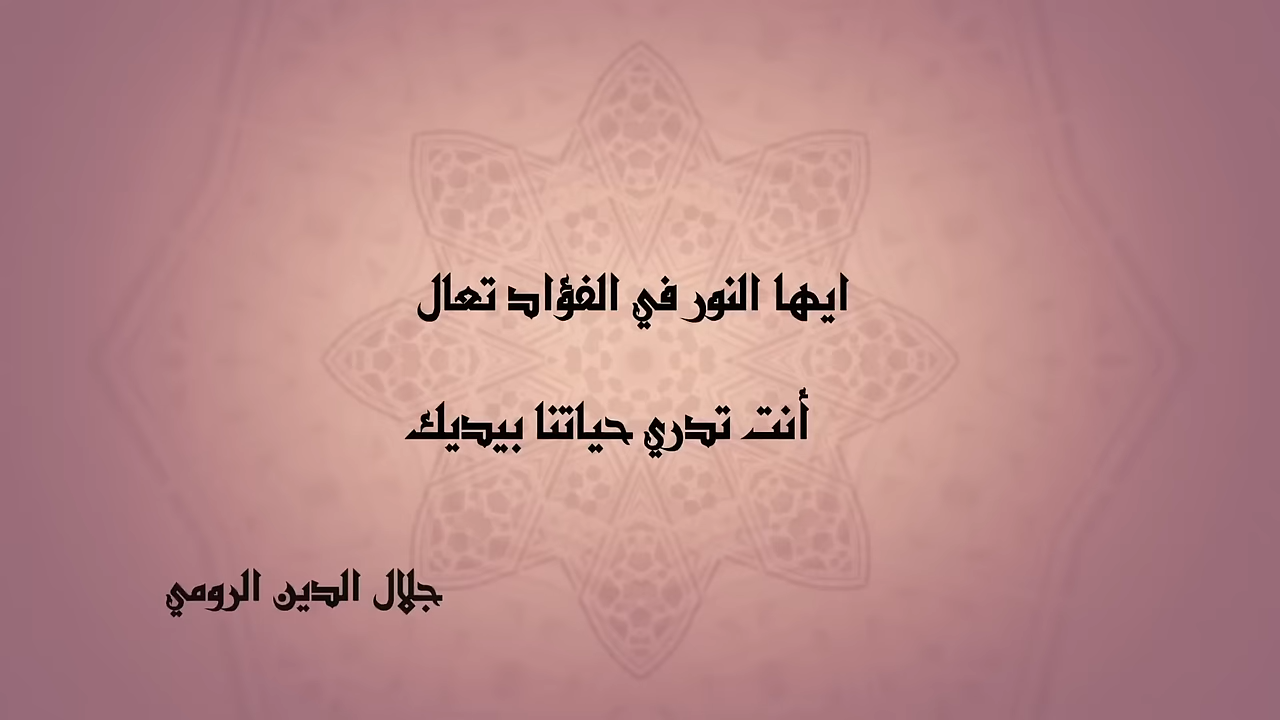 ايها النور في الفؤاد تعال
أنت تدري حياتنا بيديك
جلال الدين الرومي